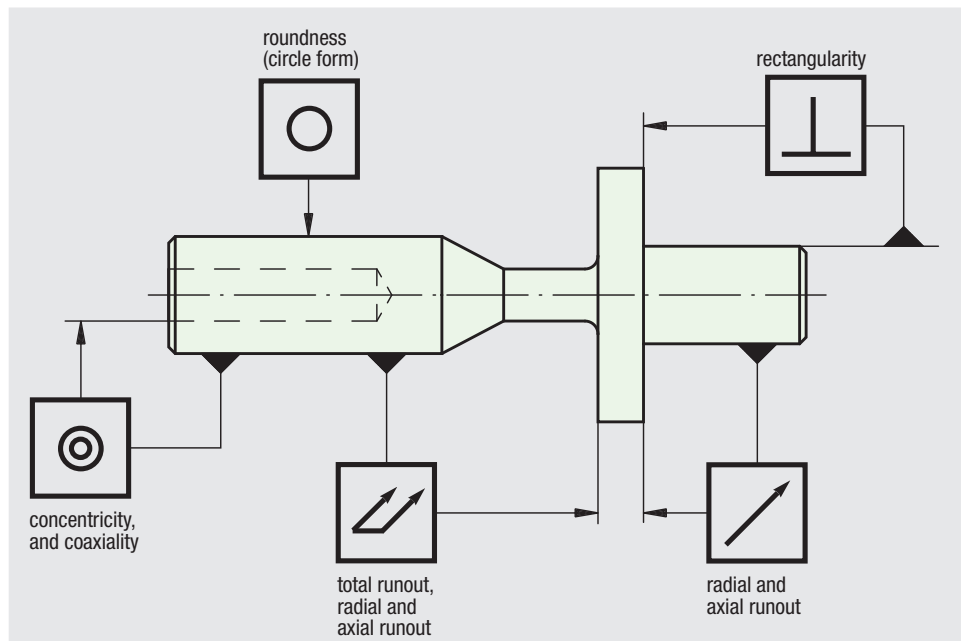 roundness
(circle form)
rectangularity
concentricity,
and coaxiality
total runout,
radial and
axial runout
radial and
axial runout